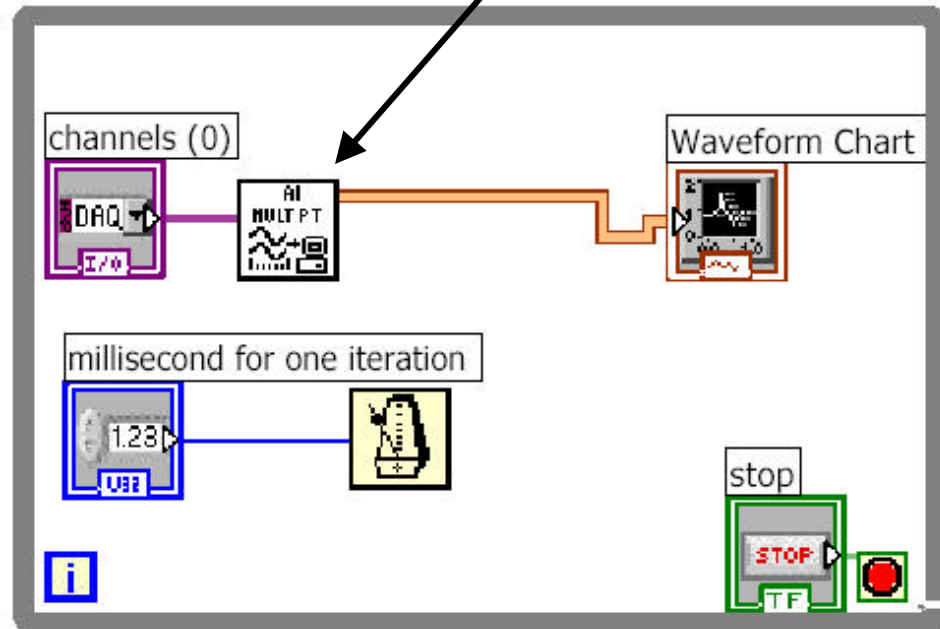 channels (0)
DAQ
I/O
AI
MULT PT
Waveform Chart
millisecond for one iteration
1.23
U32
stop
STOP
TF
i